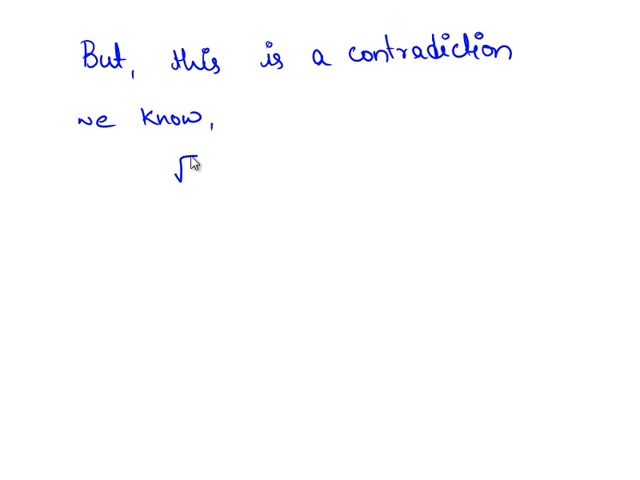 But, this is a contradiction
we know,
√